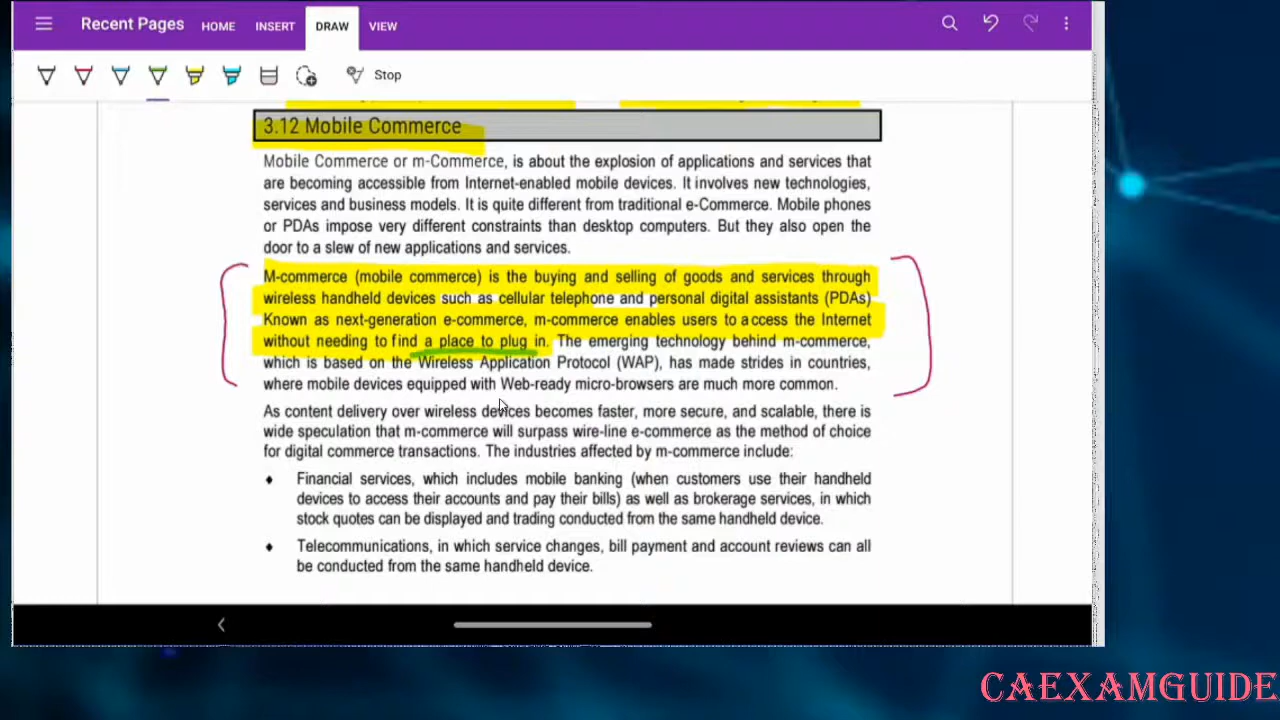 Recent Pages HOME INSERT DRAW VIEW
Stop
3.12 Mobile Commerce
Mobile Commerce or m-Commerce, is about the explosion of applications and services that
are becoming accessible from Internet-enabled mobile devices. It involves new technologies,
services and business models. It is quite different from traditional e-Commerce. Mobile phones
or PDAs impose very different constraints than desktop computers. But they also open the
door to a slew of new applications and services.
M-commerce (mobile commerce) is the buying and selling of goods and services through
wireless handheld devices such as cellular telephone and personal digital assistants (PDAs)
Known as next-generation e-commerce, m-commerce enables users to access the Internet
without needing to find a place to plug in. The emerging technology behind m-commerce,
which is based on the Wireless Application Protocol (WAP), has made strides in countries,
where mobile devices equipped with Web-ready micro-browsers are much more common.
As content delivery over wireless devices becomes faster, more secure, and scalable, there is
wide speculation that m-commerce will surpass wire-line e-commerce as the method of choice
for digital commerce transactions. The industries affected by m-commerce include:
♦ Financial services, which includes mobile banking (when customers use their handheld
devices to access their accounts and pay their bills) as well as brokerage services, in which
stock quotes can be displayed and trading conducted from the same handheld device.
♦ Telecommunications, in which service changes, bill payment and account reviews can all
be conducted from the same handheld device.
CAEXAMGUIDE